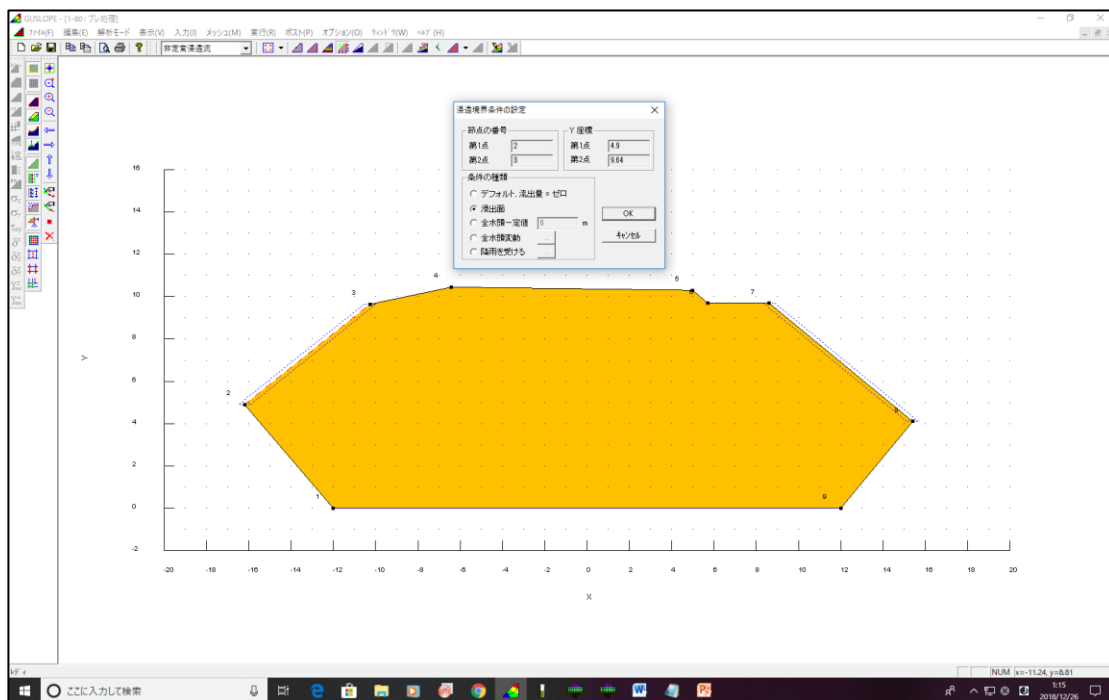 GUSLOPE - [1-80 : プレ処理]
ファイル(F) 編集(E) 解析モード 表示(V) 入力(I) メッシュ(M) 実行(R) ポスト(P) オプション(O) ウィンドウ(W) ヘルプ(H)
非定常浸透流
浸透境界条件の設定
節点の番号
第1点 2
第2点 3
Y 座標
第1点 4.9
第2点 9.64
条件の種類
デフォルト, 流出量 = ゼロ
浸出面
全水頭一定値 0 m
全水頭変動
降雨を受ける
OK
キャンセル
16
14
12
10
8
6
4
2
0
-2
Y
4
6
3
7
2
8
1
9
-20 -18 -16 -14 -12 -10 -8 -6 -4 -2 0 2 4 6 8 10 12 14 16 18 20
X
レディ
NUM x=-11.24, y=6.81
ここに入力して検索
1:15
2018/12/26